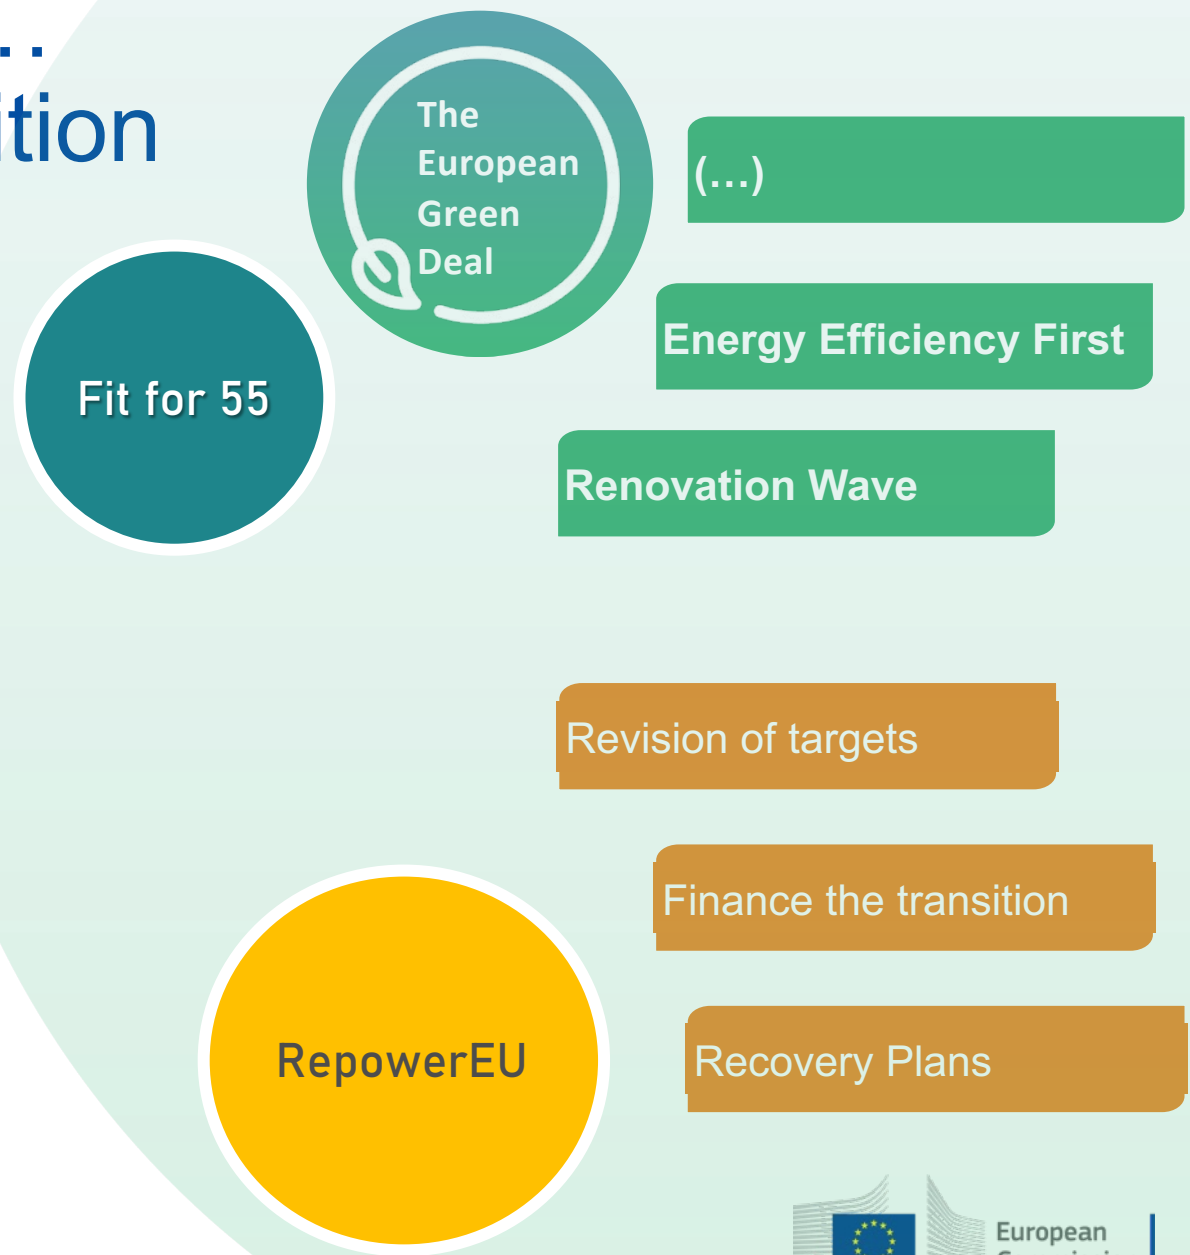 The
European
Green
Deal
(...)
Energy Efficiency First
Fit for 55
Renovation Wave
Revision of targets
Finance the transition
RepowerEU
Recovery Plans
European